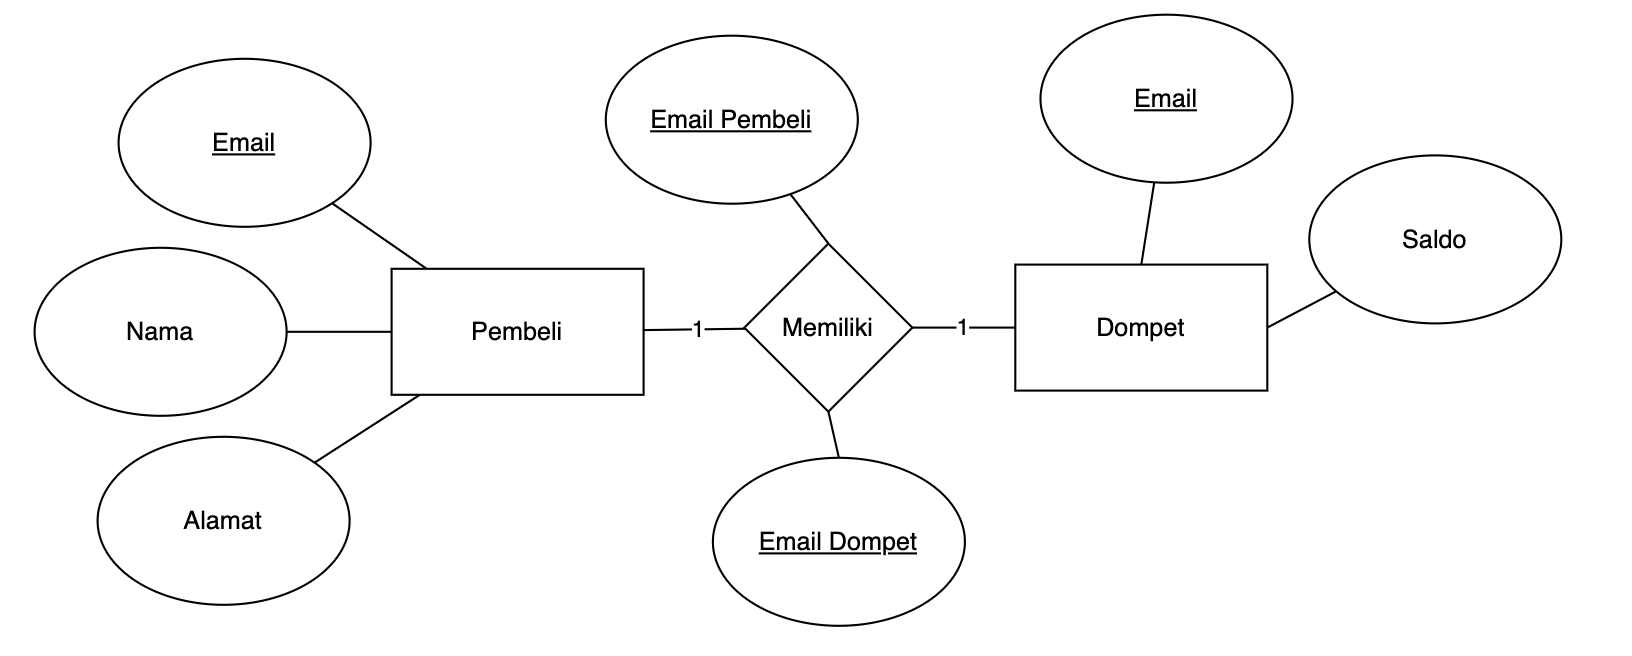 Email
Nama
Alamat
Pembeli
1
Email Pembeli
Memiliki
Email Dompet
1
Dompet
Email
Saldo